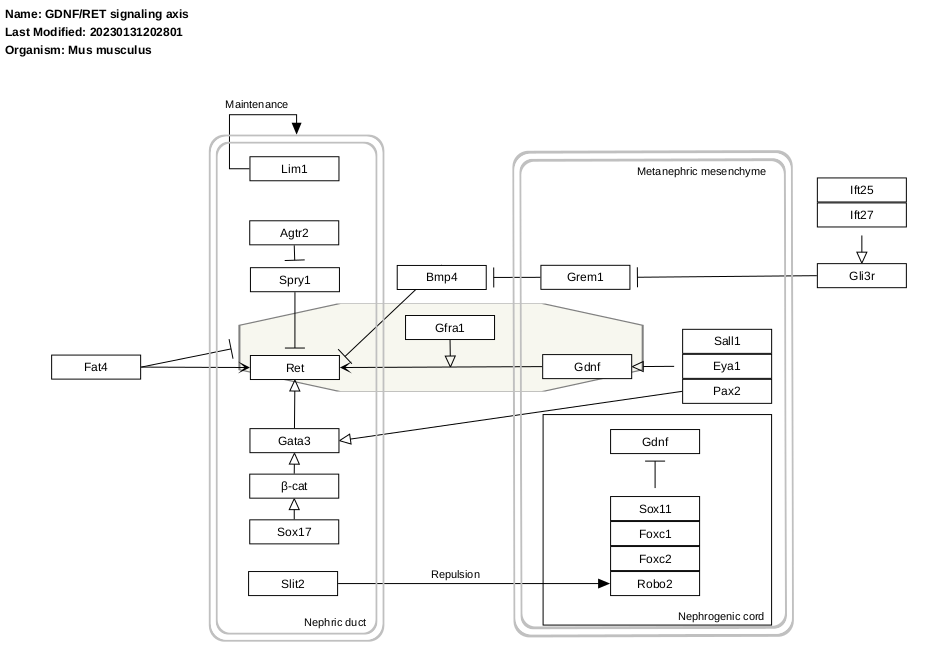 Name: GDNF/RET signaling axis
Last Modified: 20230131202801
Organism: Mus musculus
Maintenance
Lim1
Metanephric mesenchyme
Ift25
Ift27
Agtr2
Spry1
Bmp4
Grem1
Gli3r
Gfra1
Sall1
Fat4
Ret
Gdnf
Eya1
Pax2
Gata3
Gdnf
β-cat
Sox11
Sox17
Foxc1
Foxc2
Slit2
Repulsion
Robo2
Nephric duct
Nephrogenic cord